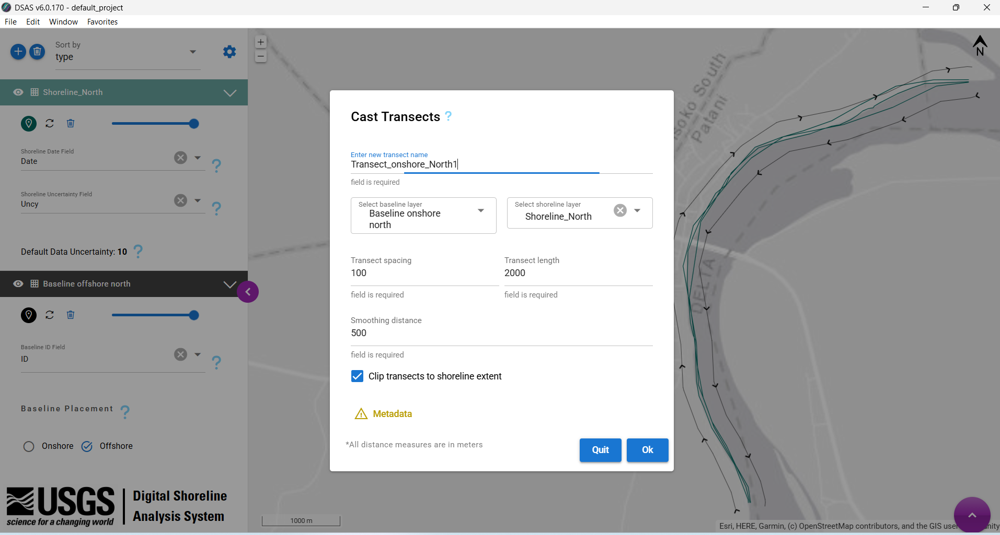 DSAS v6.0.170 - default_project
File Edit Window Favorites
Sort by
type
Shoreline_North
Shoreline Date Field
Date
?
Shoreline Uncertainty Field
Uncy
?
Default Data Uncertainty: 10 ?
Baseline offshore north
Baseline ID Field
ID
?
Baseline Placement ?
Onshore Offshore
USGS
science for a changing world
Digital Shoreline
Analysis System
+
−
N
soko South
Patani
DELTA
Cast Transects ?
Enter new transect name
Transect_onshore_North1
field is required
Select baseline layer
Baseline onshore
north
Select shoreline layer
Shoreline_North
Transect spacing
100
field is required
Transect length
2000
field is required
Smoothing distance
500
field is required
Clip transects to shoreline extent
Metadata
*All distance measures are in meters
Quit Ok
1000 m
Esri, HERE, Garmin, (c) OpenStreetMap contributors, and the GIS